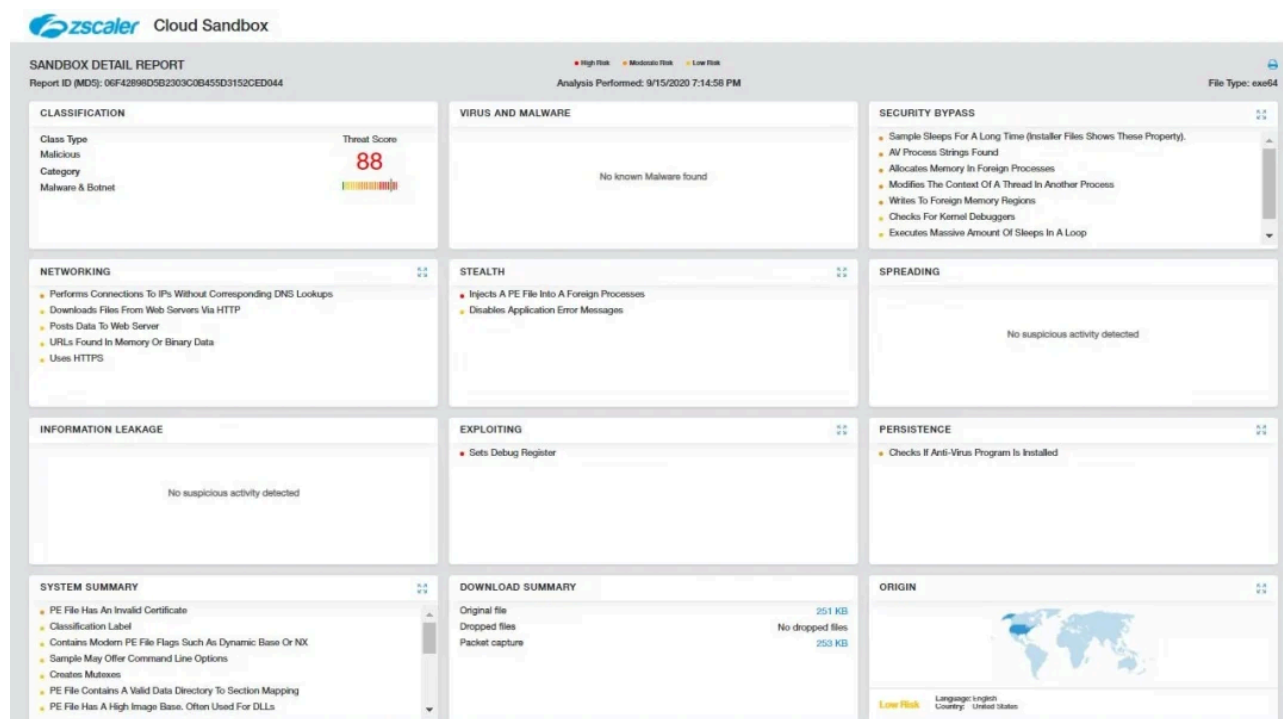 zscaler Cloud Sandbox
SANDBOX DETAIL REPORT
Report ID (MD5): 06F42898D5B2303C0B455D3152CED044
High Risk Moderate Risk Low Risk
Analysis Performed: 9/15/2020 7:14:58 PM
File Type: exe64
CLASSIFICATION
Class Type
Threat Score
Malicious
88
Category
Malware & Botnet
VIRUS AND MALWARE
No known Malware found
SECURITY BYPASS
Sample Sleeps For A Long Time (Installer Files Shows These Property).
AV Process Strings Found
Allocates Memory In Foreign Processes
Modifies The Context Of A Thread In Another Process
Writes To Foreign Memory Regions
Checks For Kernel Debuggers
Executes Massive Amount Of Sleeps In A Loop
NETWORKING
Performs Connections To IPs Without Corresponding DNS Lookups
Downloads Files From Web Servers Via HTTP
Posts Data To Web Server
URLs Found In Memory Or Binary Data
Uses HTTPS
STEALTH
Injects A PE File Into A Foreign Processes
Disables Application Error Messages
SPREADING
No suspicious activity detected
INFORMATION LEAKAGE
No suspicious activity detected
EXPLOITING
Sets Debug Register
PERSISTENCE
Checks If Anti-Virus Program Is Installed
SYSTEM SUMMARY
PE File Has An Invalid Certificate
Classification Label
Contains Modern PE File Flags Such As Dynamic Base Or NX
Sample May Offer Command Line Options
Creates Mutexes
PE File Contains A Valid Data Directory To Section Mapping
PE File Has A High Image Base. Often Used For DLLs
DOWNLOAD SUMMARY
Original file 251 KB
Dropped files No dropped files
Packet capture 253 KB
ORIGIN
Low Risk
Language: English
Country: United States